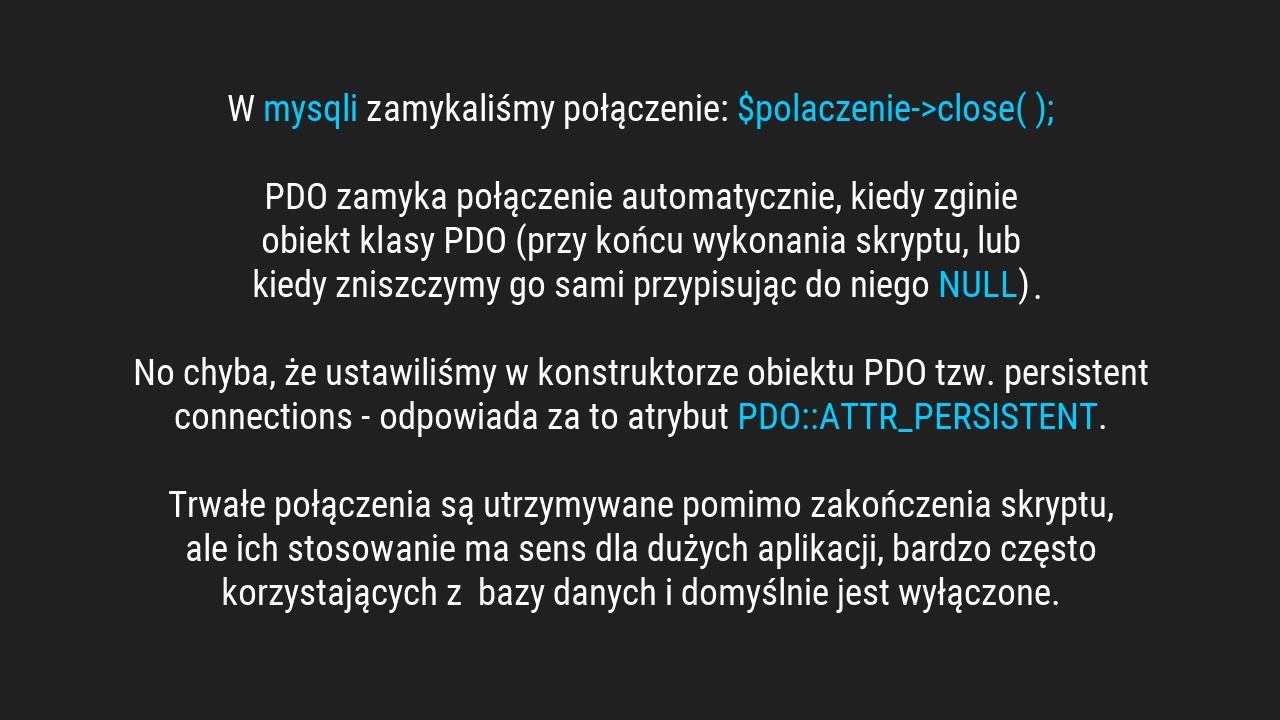 W mysqli zamykaliśmy połączenie: $polaczenie->close( );
PDO zamyka połączenie automatycznie, kiedy zginie
obiekt klasy PDO (przy końcu wykonania skryptu, lub
kiedy zniszczymy go sami przypisując do niego NULL).
No chyba, że ustawiliśmy w konstruktorze obiektu PDO tzw. persistent
connections - odpowiada za to atrybut PDO::ATTR_PERSISTENT.
Trwałe połączenia są utrzymywane pomimo zakończenia skryptu,
ale ich stosowanie ma sens dla dużych aplikacji, bardzo często
korzystających z  bazy danych i domyślnie jest wyłączone.